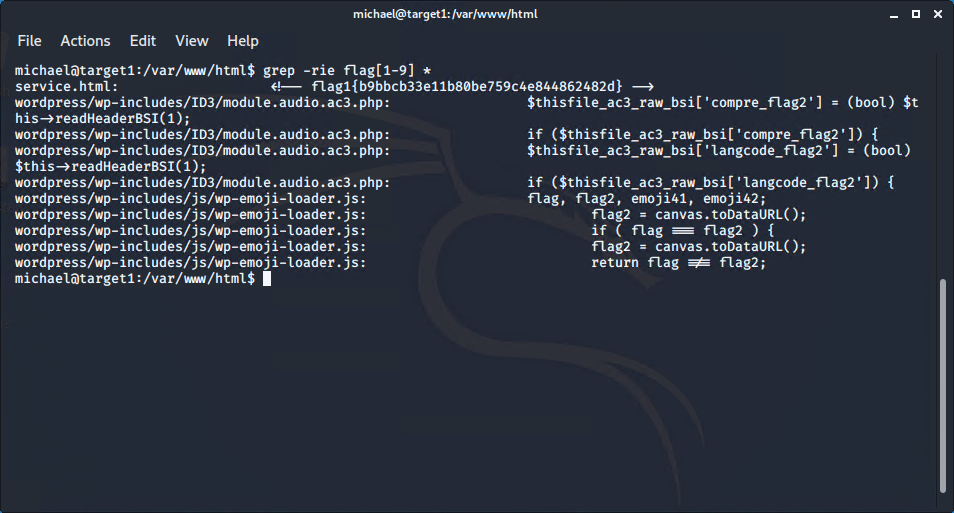 michael@target1:/var/www/html
File Actions Edit View Help
michael@target1:/var/www/html$ grep -rie flag[1-9] *
service.html:                   <!-- flag1{b9bbcb33e11b80be759c4e844862482d} -->
wordpress/wp-includes/ID3/module.audio.ac3.php:                 $thisfile_ac3_raw_bsi['compre_flag2'] = (bool) $t
his->readHeaderBSI(1);
wordpress/wp-includes/ID3/module.audio.ac3.php:                 if ($thisfile_ac3_raw_bsi['compre_flag2']) {
wordpress/wp-includes/ID3/module.audio.ac3.php:                 $thisfile_ac3_raw_bsi['langcode_flag2'] = (bool)
$this->readHeaderBSI(1);
wordpress/wp-includes/ID3/module.audio.ac3.php:                 if ($thisfile_ac3_raw_bsi['langcode_flag2']) {
wordpress/wp-includes/js/wp-emoji-loader.js:                    flag, flag2, emoji41, emoji42;
wordpress/wp-includes/js/wp-emoji-loader.js:                            flag2 = canvas.toDataURL();
wordpress/wp-includes/js/wp-emoji-loader.js:                            if ( flag === flag2 ) {
wordpress/wp-includes/js/wp-emoji-loader.js:                            flag2 = canvas.toDataURL();
wordpress/wp-includes/js/wp-emoji-loader.js:                            return flag !== flag2;
michael@target1:/var/www/html$